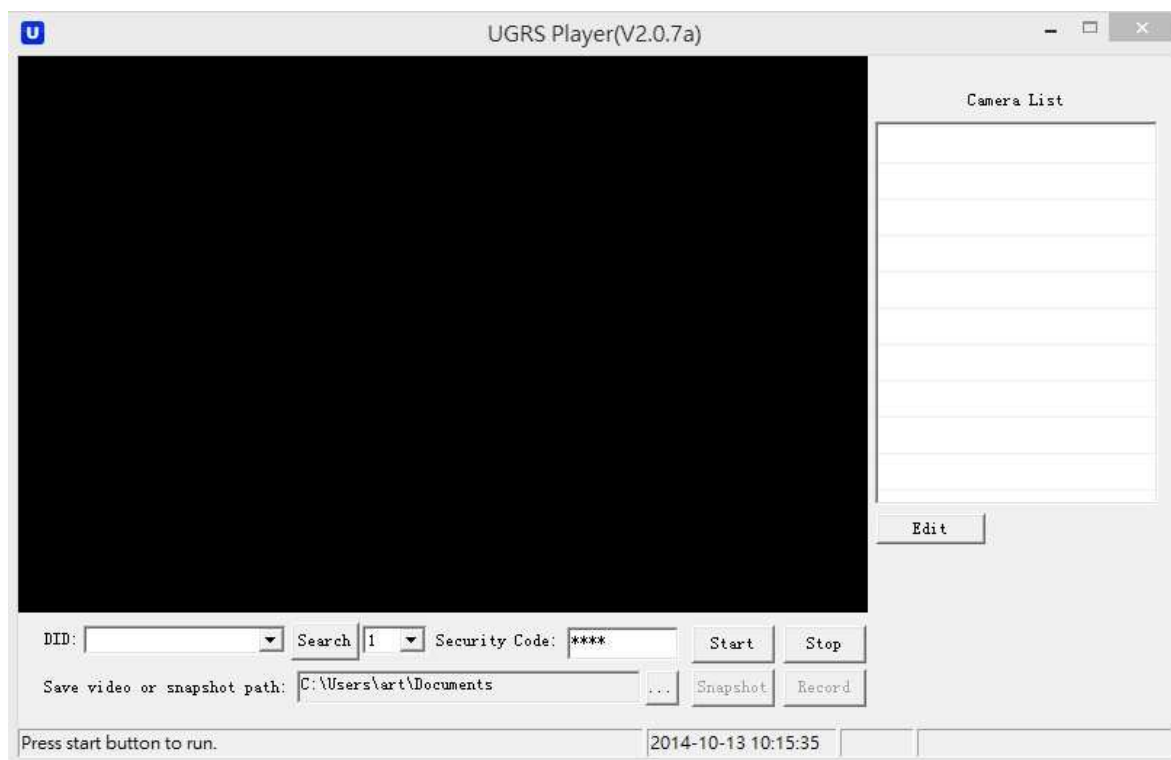 U
UGRS Player(V2.0.7a)
Camera List
Edit
DID: Search 1 Security Code: **** Start Stop
Save video or snapshot path: C:\Users\art\Documents ... Snapshot Record
Press start button to run. 2014-10-13 10:15:35